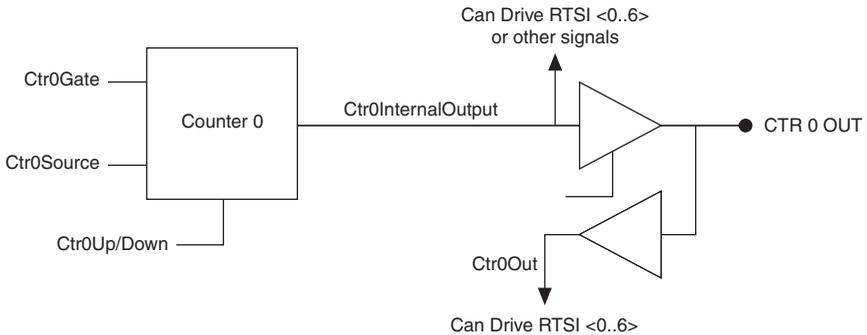 Can Drive RTSI <0..6>
or other signals
Ctr0Gate
Ctr0InternalOutput
Counter 0
CTR 0 OUT
Ctr0Source
Ctr0Up/Down
Ctr0Out
Can Drive RTSI <0..6>